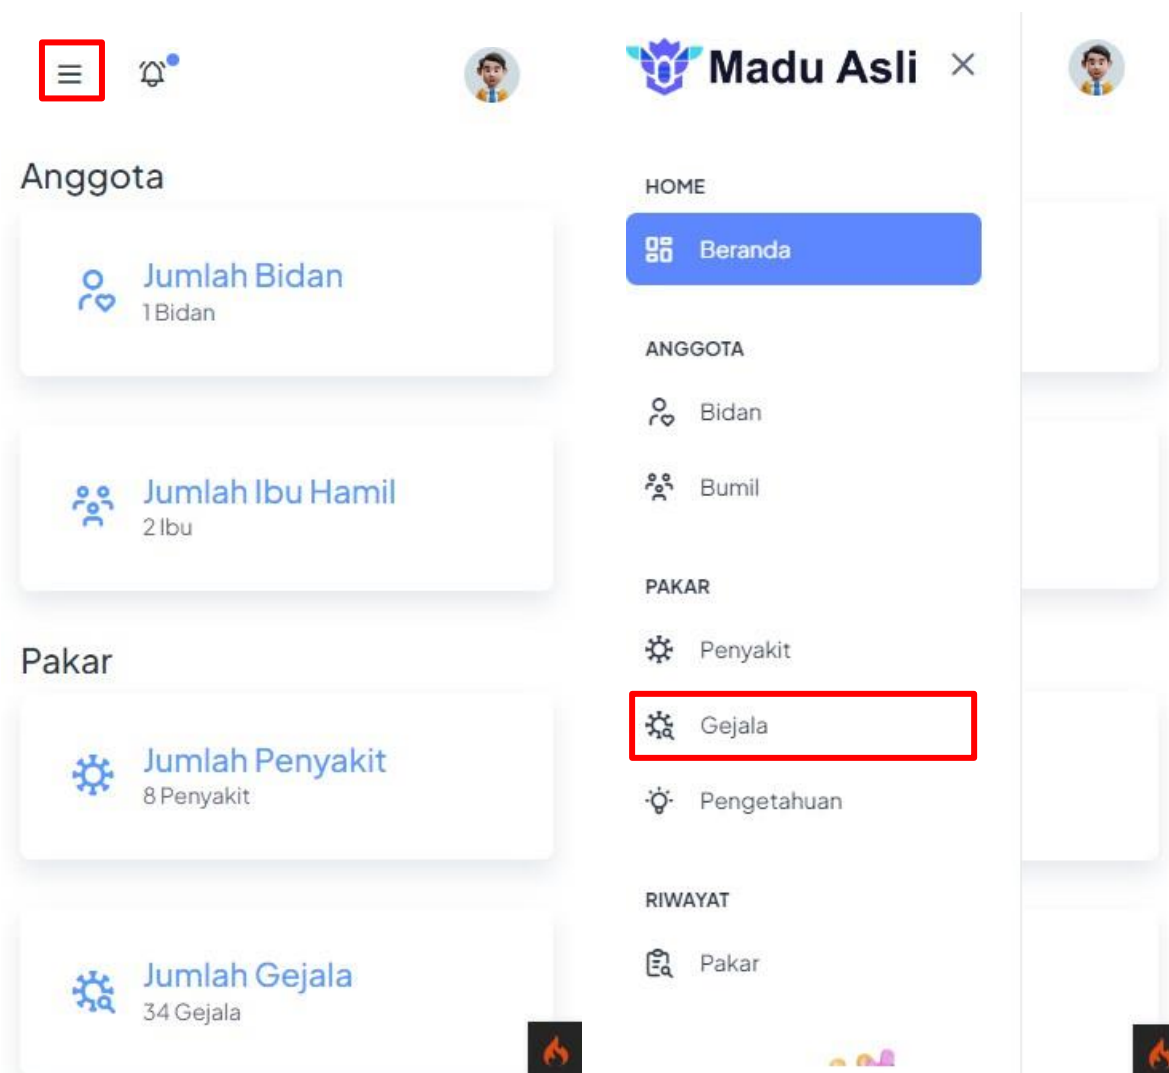 Anggota
Jumlah Bidan
1 Bidan
Jumlah Ibu Hamil
2 Ibu
Pakar
Jumlah Penyakit
8 Penyakit
Jumlah Gejala
34 Gejala
Madu Asli
HOME
Beranda
ANGGOTA
Bidan
Bumil
PAKAR
Penyakit
Gejala
Pengetahuan
RIWAYAT
Pakar